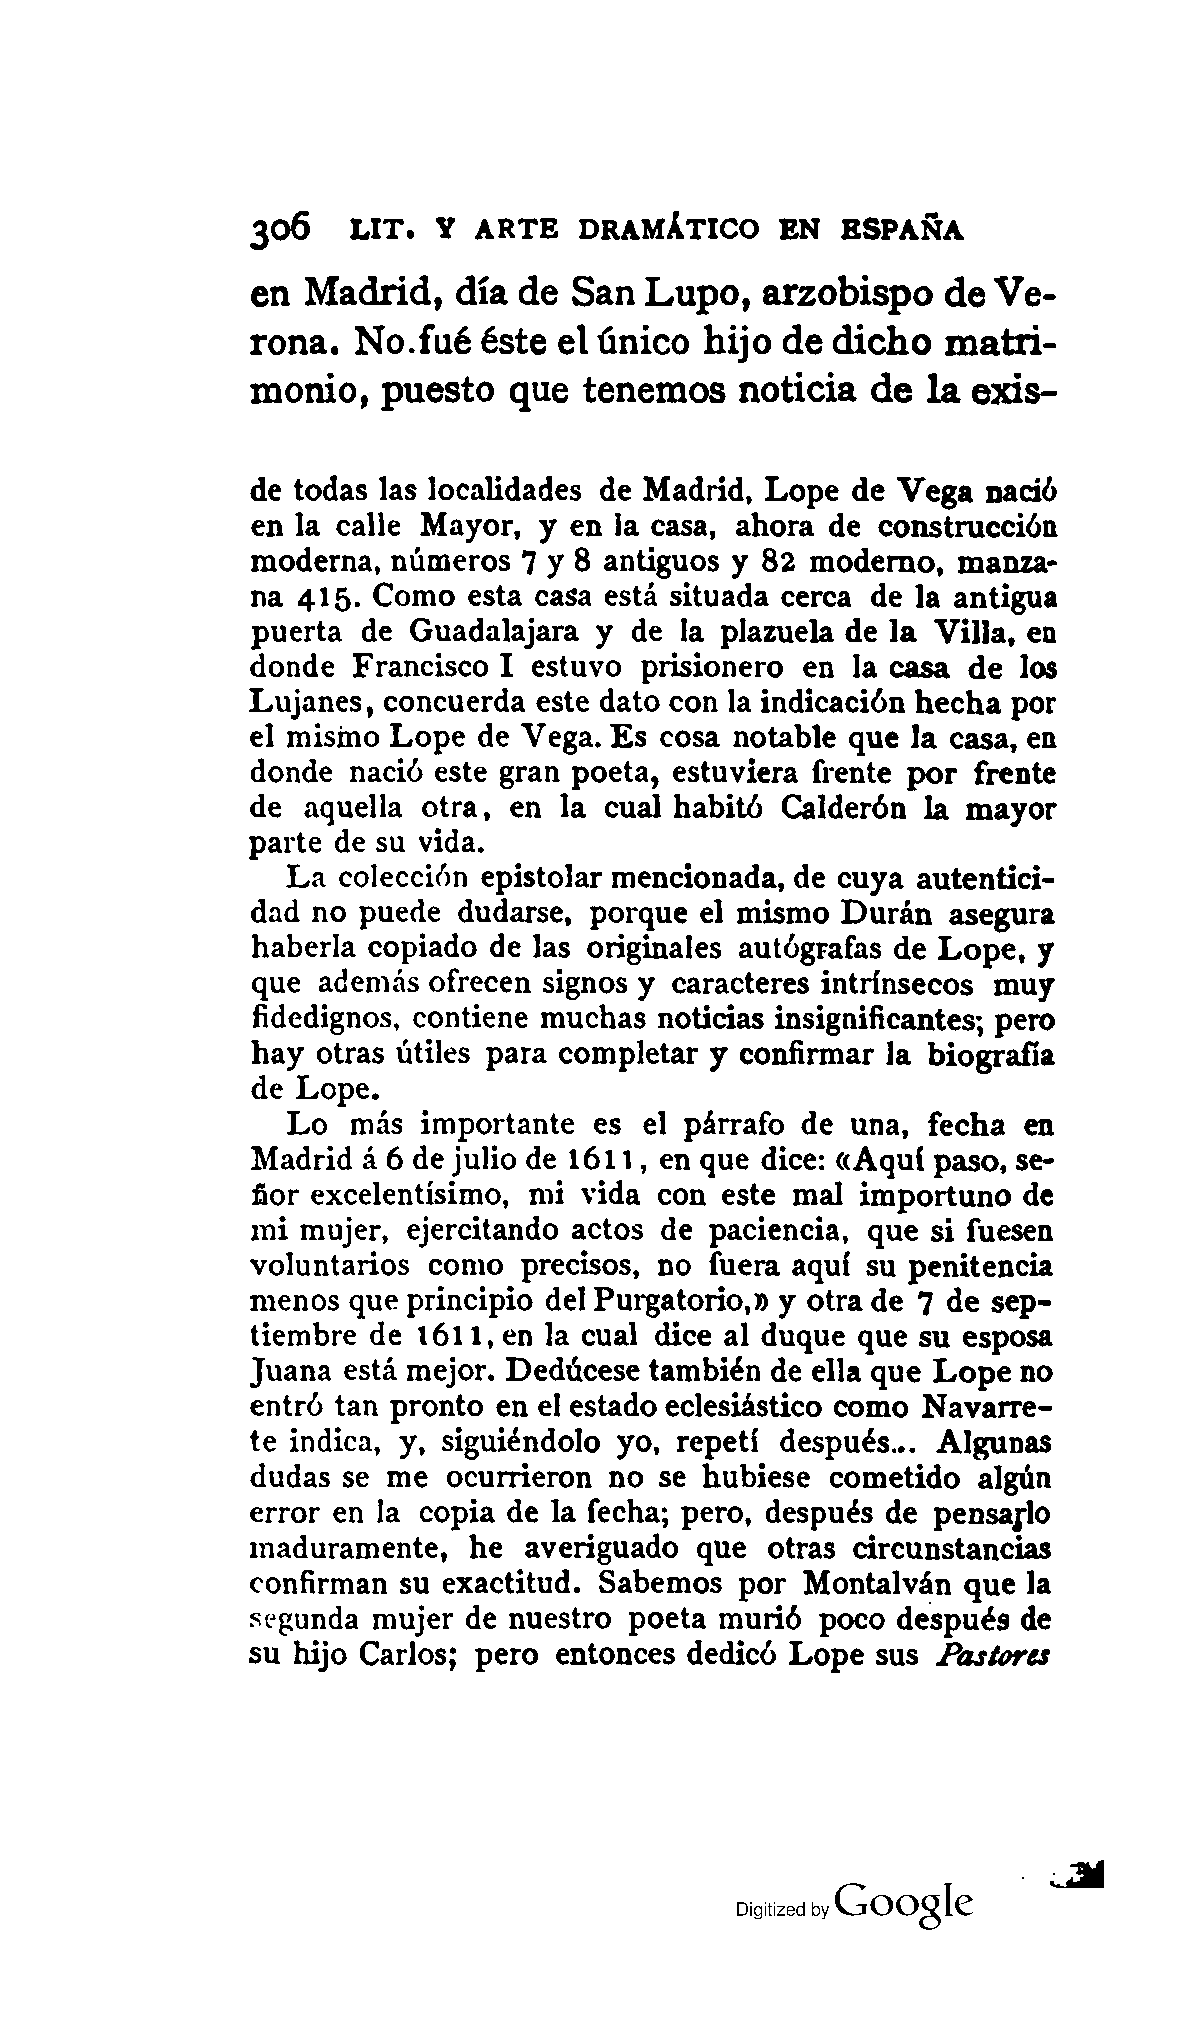 306 LIT. Y ARTE DRAMÁTICO EN ESPAÑA
en Madrid, día de San Lupo, arzobispo de Ve-
rona. No.fué éste el único hijo de dicho matri-
monio, puesto que tenemos noticia de la exis-
de todas las localidades de Madrid, Lope de Vega nació
en la calle Mayor, y en la casa, ahora de construcción
moderna, números 7 y 8 antiguos y 82 moderno, manza-
na 415. Como esta casa está situada cerca de la antigua
puerta de Guadalajara y de la plazuela de la Villa, en
donde Francisco I estuvo prisionero en la casa de los
Lujanes, concuerda este dato con la indicación hecha por
el mismo Lope de Vega. Es cosa notable que la casa, en
donde nació este gran poeta, estuviera frente por frente
de aquella otra, en la cual habitó Calderón la mayor
parte de su vida.
La colección epistolar mencionada, de cuya autentici-
dad no puede dudarse, porque el mismo Durán asegura
haberla copiado de las originales autógrafas de Lope, y
que además ofrecen signos y caracteres intrínsecos muy
fidedignos, contiene muchas noticias insignificantes; pero
hay otras útiles para completar y confirmar la biografía
de Lope.
Lo más importante es el párrafo de una, fecha en
Madrid á 6 de julio de 1611, en que dice: «Aquí paso, se-
ñor excelentísimo, mi vida con este mal importuno de
mi mujer, ejercitando actos de paciencia, que si fuesen
voluntarios como precisos, no fuera aquí su penitencia
menos que principio del Purgatorio,» y otra de 7 de sep-
tiembre de 1611, en la cual dice al duque que su esposa
Juana está mejor. Dedúcese también de ella que Lope no
entró tan pronto en el estado eclesiástico como Navarre-
te indica, y, siguiéndolo yo, repetí después... Algunas
dudas se me ocurrieron no se hubiese cometido algún
error en la copia de la fecha; pero, después de pensarlo
maduramente, he averiguado que otras circunstancias
confirman su exactitud. Sabemos por Montalván que la
segunda mujer de nuestro poeta murió poco después de
su hijo Carlos; pero entonces dedicó Lope sus Pastores
Digitized by Google